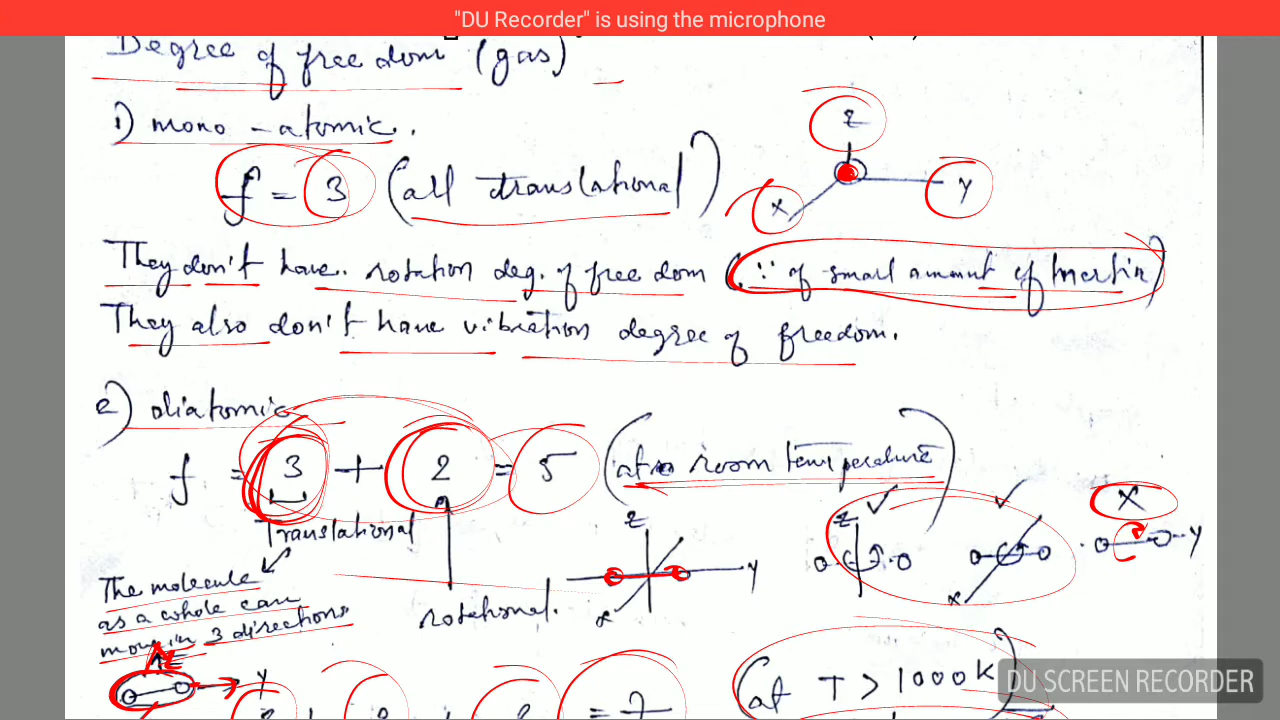 "DU Recorder" is using the microphone
Degree of freedom (gas)
1) mono - atomic.
f = 3 (all translational)
Z
X
Y
They don't have. rotation deg. of freedom (∵ of small amount of Inertia)
They also don't have vibration degree of freedom.
2) diatomic
f = 3 + 2 = 5 (at room temperature)
Translational
rotational.
The molecule
as a whole can
move in 3 directions
Z
Y
X
Z
X
X
Y
Y
= 7
(at T > 1000K)
DU SCREEN RECORDER